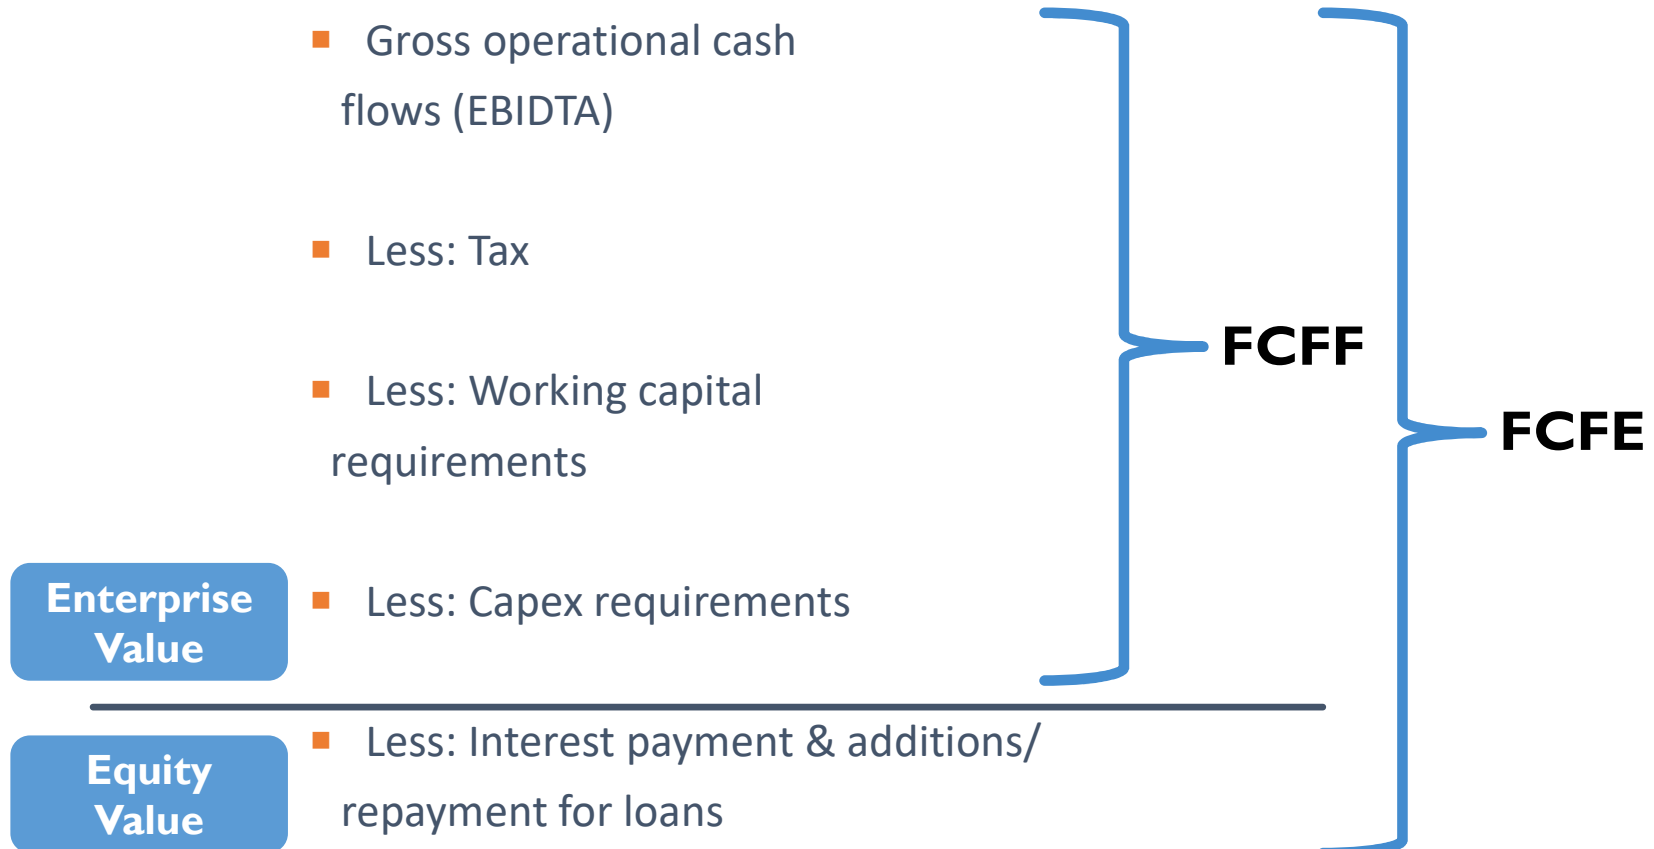 Gross operational cash
flows (EBIDTA)
Less: Tax
Less: Working capital
requirements
FCFF
FCFE
Enterprise
Value
Less: Capex requirements
Equity
Value
Less: Interest payment & additions/
repayment for loans